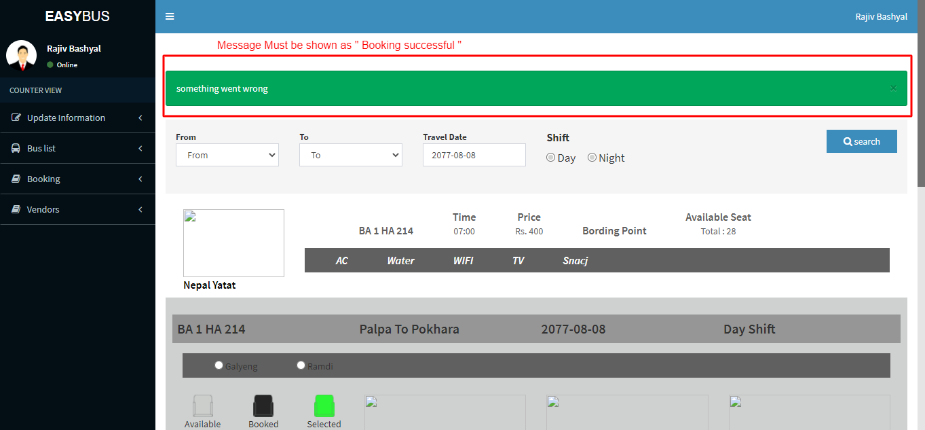 EASYBUS
Rajiv Bashyal
Rajiv Bashyal
Online
Message Must be shown as " Booking successful "
COUNTER VIEW
something went wrong
×
Update Information
Bus list
Booking
Vendors
From To Travel Date Shift
From To 2077-08-08 Day Night
search
Time Price Available Seat
BA 1 HA 214 07:00 Rs. 400 Bording Point Total : 28
AC Water WIFI TV Snacj
Nepal Yatat
BA 1 HA 214 Palpa To Pokhara 2077-08-08 Day Shift
Galyeng Ramdi
Available Booked Selected